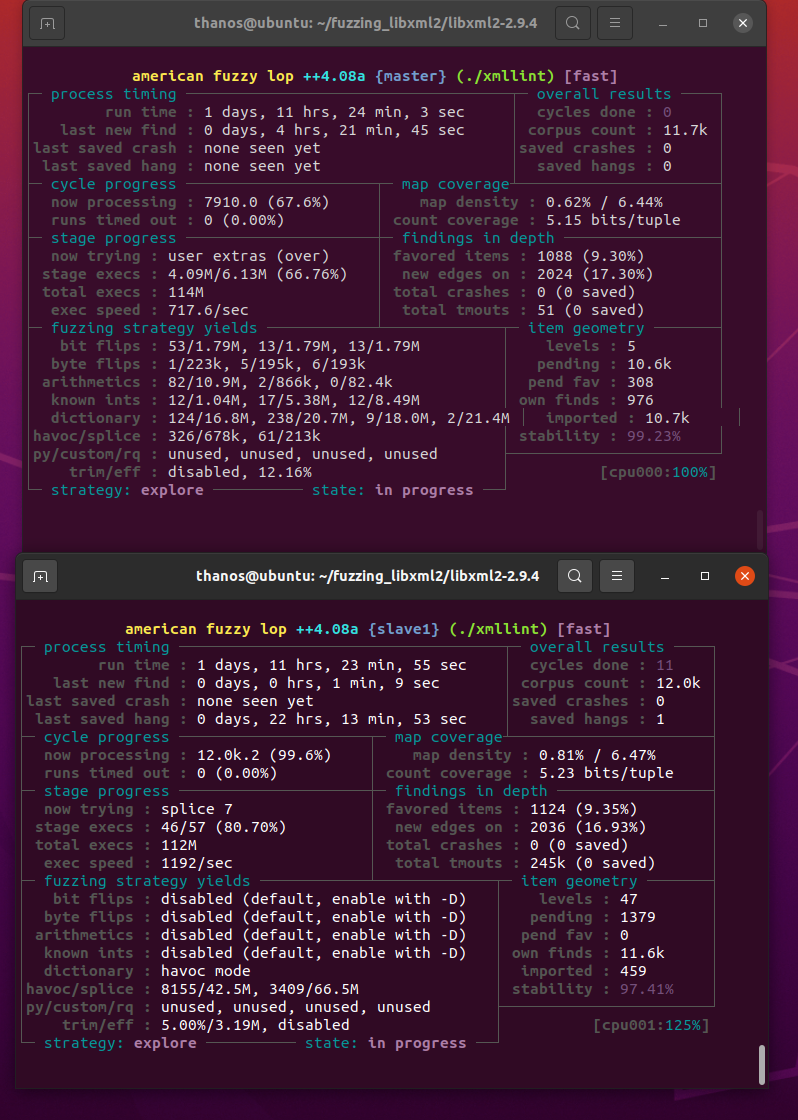 thanos@ubuntu: ~/fuzzing_libxml2/libxml2-2.9.4
american fuzzy lop ++4.08a {master} (./xmllint) [fast]
process timing overall results
run time : 1 days, 11 hrs, 24 min, 3 sec cycles done : 0
last new find : 0 days, 4 hrs, 21 min, 45 sec corpus count : 11.7k
last saved crash : none seen yet saved crashes : 0
last saved hang : none seen yet saved hangs : 0
cycle progress map coverage
now processing : 7910.0 (67.6%) map density : 0.62% / 6.44%
runs timed out : 0 (0.00%) count coverage : 5.15 bits/tuple
stage progress findings in depth
now trying : user extras (over) favored items : 1088 (9.30%)
stage execs : 4.09M/6.13M (66.76%) new edges on : 2024 (17.30%)
total execs : 114M total crashes : 0 (0 saved)
exec speed : 717.6/sec total tmouts : 51 (0 saved)
fuzzing strategy yields item geometry
bit flips : 53/1.79M, 13/1.79M, 13/1.79M levels : 5
byte flips : 1/223k, 5/195k, 6/193k pending : 10.6k
arithmetics : 82/10.9M, 2/866k, 0/82.4k pend fav : 308
known ints : 12/1.04M, 17/5.38M, 12/8.49M own finds : 976
dictionary : 124/16.8M, 238/20.7M, 9/18.0M, 2/21.4M imported : 10.7k
havoc/splice : 326/678k, 61/213k stability : 99.23%
py/custom/rq : unused, unused, unused, unused
trim/eff : disabled, 12.16% [cpu000:100%]
strategy: explore state: in progress
thanos@ubuntu: ~/fuzzing_libxml2/libxml2-2.9.4
american fuzzy lop ++4.08a {slave1} (./xmllint) [fast]
process timing overall results
run time : 1 days, 11 hrs, 23 min, 55 sec cycles done : 11
last new find : 0 days, 0 hrs, 1 min, 9 sec corpus count : 12.0k
last saved crash : none seen yet saved crashes : 0
last saved hang : 0 days, 22 hrs, 13 min, 53 sec saved hangs : 1
cycle progress map coverage
now processing : 12.0k.2 (99.6%) map density : 0.81% / 6.47%
runs timed out : 0 (0.00%) count coverage : 5.23 bits/tuple
stage progress findings in depth
now trying : splice 7 favored items : 1124 (9.35%)
stage execs : 46/57 (80.70%) new edges on : 2036 (16.93%)
total execs : 112M total crashes : 0 (0 saved)
exec speed : 1192/sec total tmouts : 245k (0 saved)
fuzzing strategy yields item geometry
bit flips : disabled (default, enable with -D) levels : 47
byte flips : disabled (default, enable with -D) pending : 1379
arithmetics : disabled (default, enable with -D) pend fav : 0
known ints : disabled (default, enable with -D) own finds : 11.6k
dictionary : havoc mode imported : 459
havoc/splice : 8155/42.5M, 3409/66.5M stability : 97.41%
py/custom/rq : unused, unused, unused, unused
trim/eff : 5.00%/3.19M, disabled [cpu001:125%]
strategy: explore state: in progress